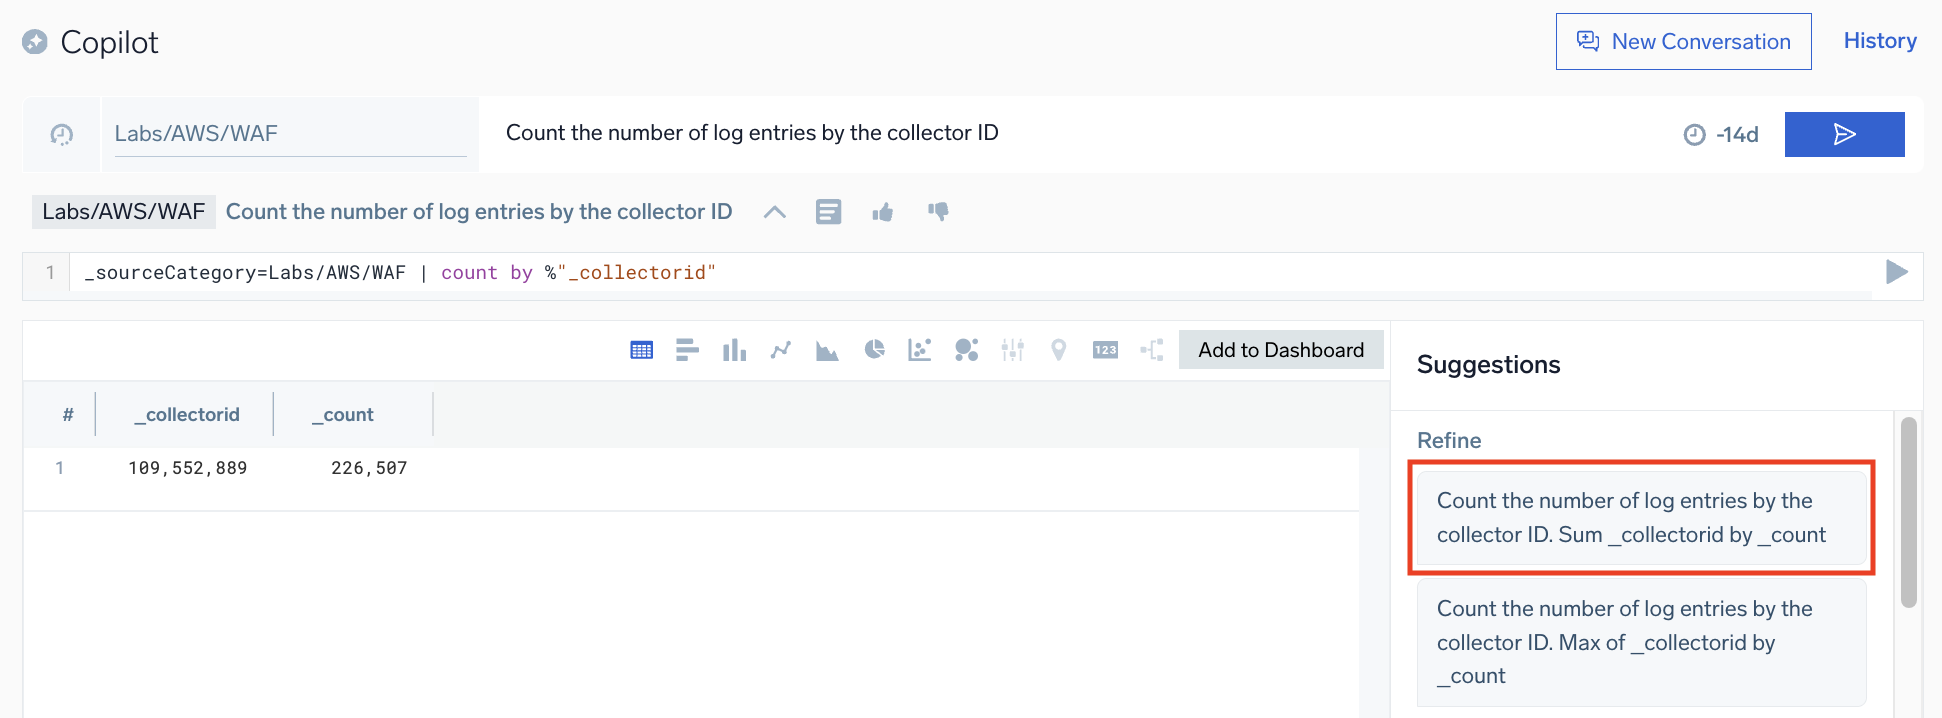 Copilot
New Conversation
History
Labs/AWS/WAF
Count the number of log entries by the collector ID
-14d
Labs/AWS/WAF Count the number of log entries by the collector ID
1 _sourceCategory=Labs/AWS/WAF | count by %"_collectorid"
123
Add to Dashboard
# _collectorid _count
1 109,552,889 226,507
Suggestions
Refine
Count the number of log entries by the
collector ID. Sum _collectorid by _count
Count the number of log entries by the
collector ID. Max of _collectorid by
_count